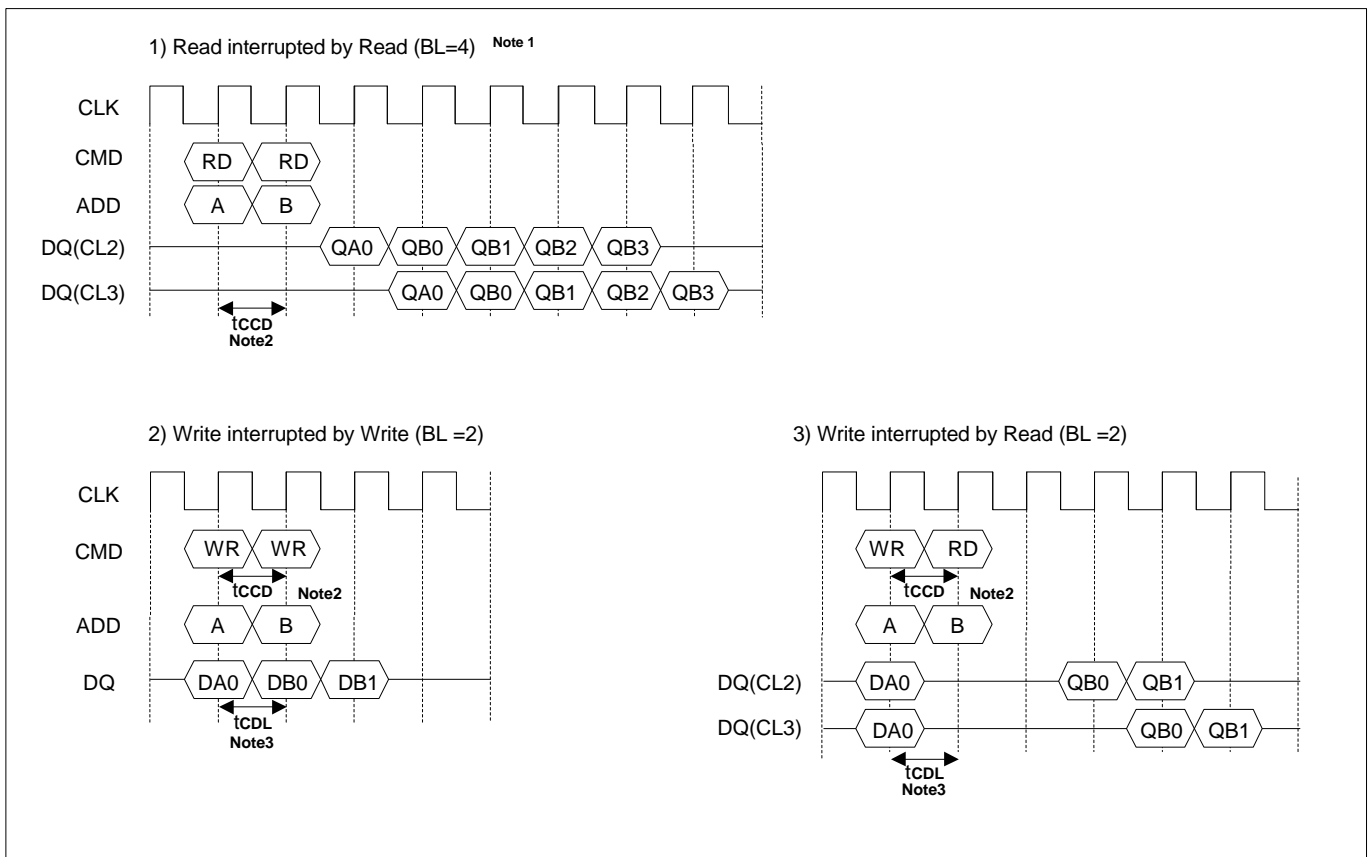 1) Read interrupted by Read (BL=4) Note 1
CLK
CMD RD RD
ADD A B
DQ(CL2) QA0 QB0 QB1 QB2 QB3
DQ(CL3) QA0 QB0 QB1 QB2 QB3
tCCD
Note2
2) Write interrupted by Write (BL =2)
CLK
CMD WR WR
tCCD Note2
ADD A B
DQ DA0 DB0 DB1
tCDL
Note3
3) Write interrupted by Read (BL =2)
WR RD
tCCD Note2
A B
DQ(CL2) DA0 QB0 QB1
DQ(CL3) DA0 QB0 QB1
tCDL
Note3